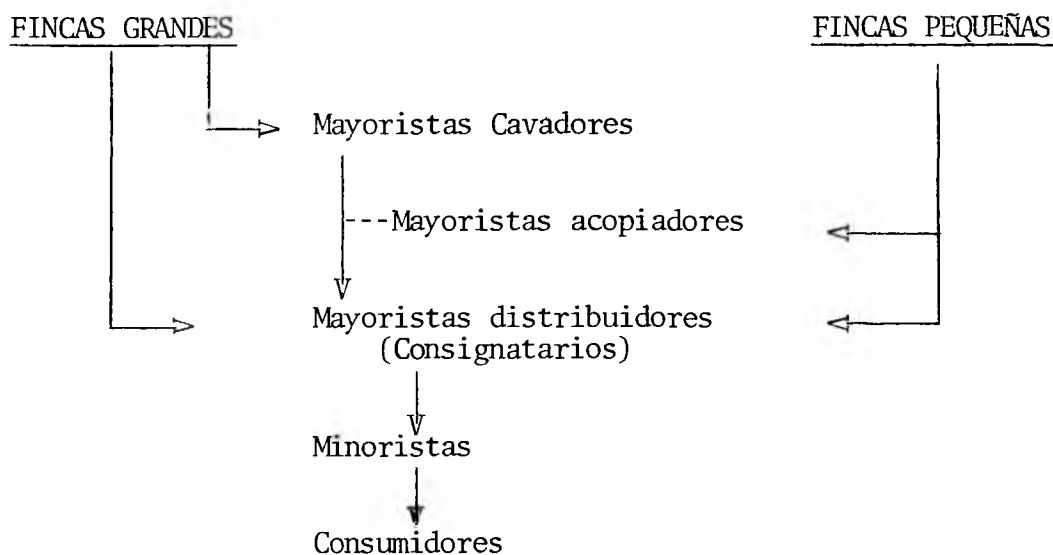 FINCAS GRANDES
FINCAS PEQUEÑAS
Mayoristas Cavadores
---Mayoristas acopiadores
Mayoristas distribuidores
(Consignatarios)
Minoristas
Consumidores